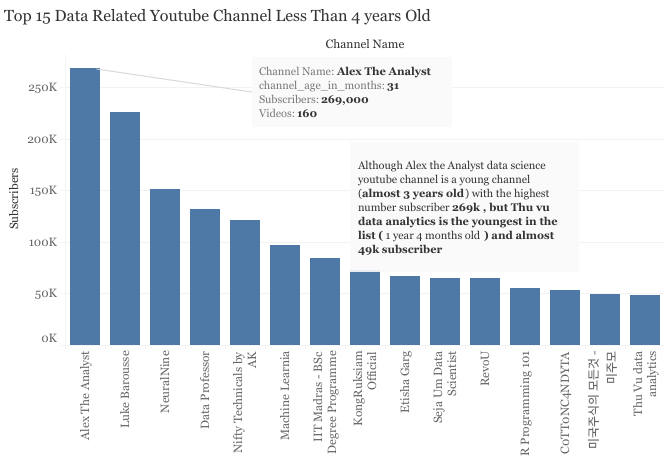 Top 15 Data Related Youtube Channel Less Than 4 years Old
Channel Name
Channel Name: Alex The Analyst
channel_age_in_months: 31
Subscribers: 269,000
Videos: 160
Although Alex the Analyst data science
youtube channel is a young channel
(almost 3 years old) with the highest
number subscriber 269k , but Thu vu
data analytics is the youngest in the
list ( 1 year 4 months old ) and almost
49k subscriber
Subscribers
250K
200K
150K
100K
50K
0K
Alex The Analyst
Luke Barousse
NeuralNine
Data Professor
Nifty Technicals by
AK
Machine Learnia
IIT Madras - BSc
Degree Programme
KongRuksiam
Official
Etisha Garg
Seja Um Data
Scientist
RevoU
R Programming 101
C0TT0NC4NDYTA
미국주식의 모든것 -
미주모
Thu Vu data
analytics